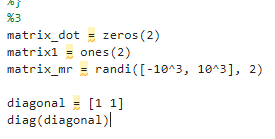 %}
%3
matrix_dot = zeros(2)
matrix1 = ones(2)
matrix_mr = randi([-10^3, 10^3], 2)
diagonal = [1 1]
diag(diagonal)